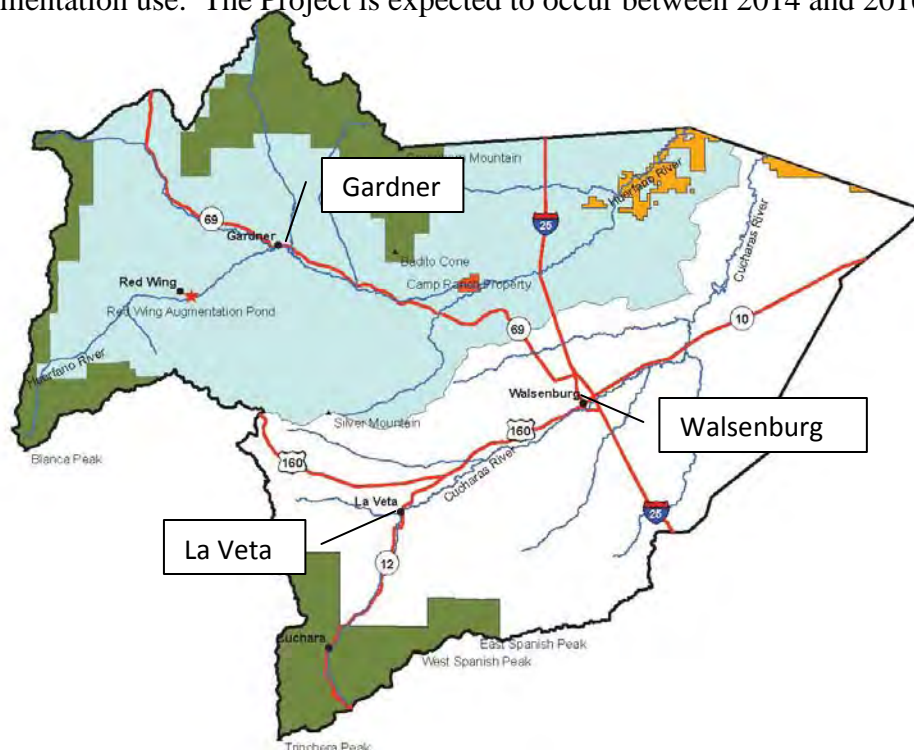 mentation use. The Project is expected to occur between 2014 and 2016
Gardner
Mountain
Huerfano River
69
25
Gardner
Badito Cone
Cucharas River
Red Wing
Camp Ranch Property
Red Wing Augmentation Pond
69
10
Huerfano River
Walsenburg
Silver Mountain
160
Walsenburg
Blanca Peak
160
Cucharas River
La Veta
25
La Veta
12
Cuchara
East Spanish Peak
West Spanish Peak
Trinchera Peak